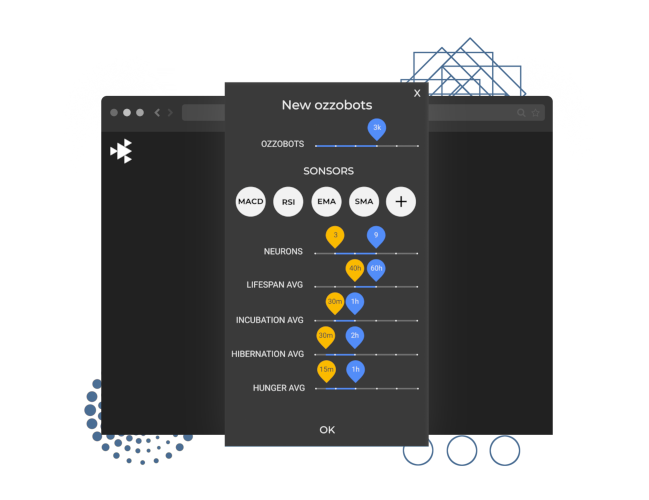 X
New ozzobots
3k
OZZOBOTS
SONSORS
MACD RSI EMA SMA +
3 9
NEURONS
40h 60h
LIFESPAN AVG
30m 1h
INCUBATION AVG
30m 2h
HIBERNATION AVG
15m 1h
HUNGER AVG
OK